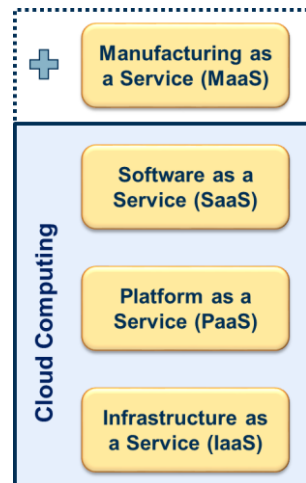 Manufacturing as
a Service (MaaS)
Software as a
Service (SaaS)
Platform as a
Service (PaaS)
Infrastructure as
a Service (IaaS)
Cloud Computing